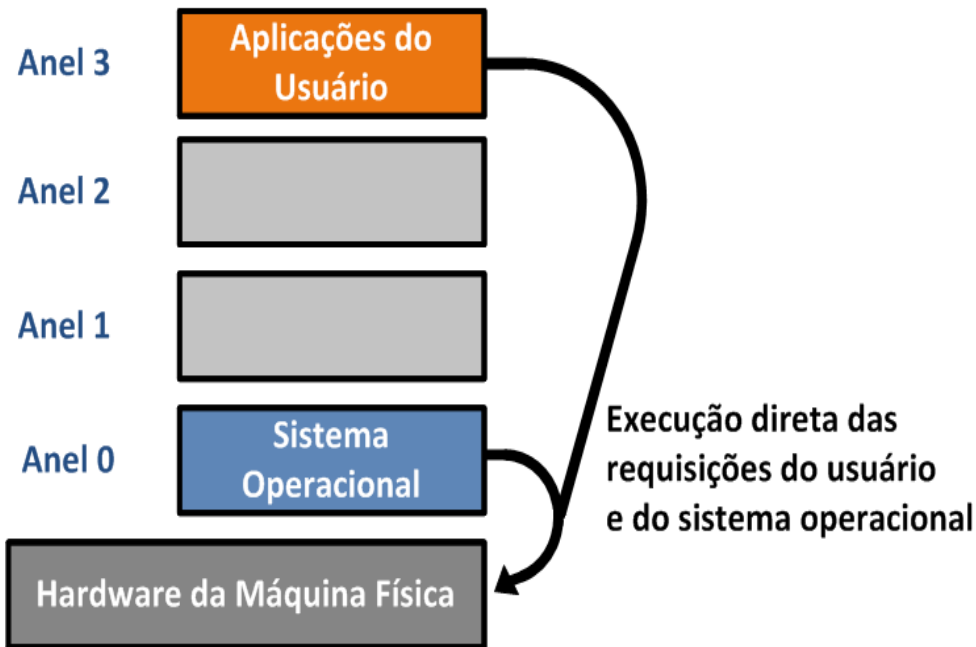 Anel 3
Aplicações do
Usuário
Anel 2
Anel 1
Anel 0
Sistema
Operacional
Execução direta das
requisições do usuário
e do sistema operacional
Hardware da Máquina Física